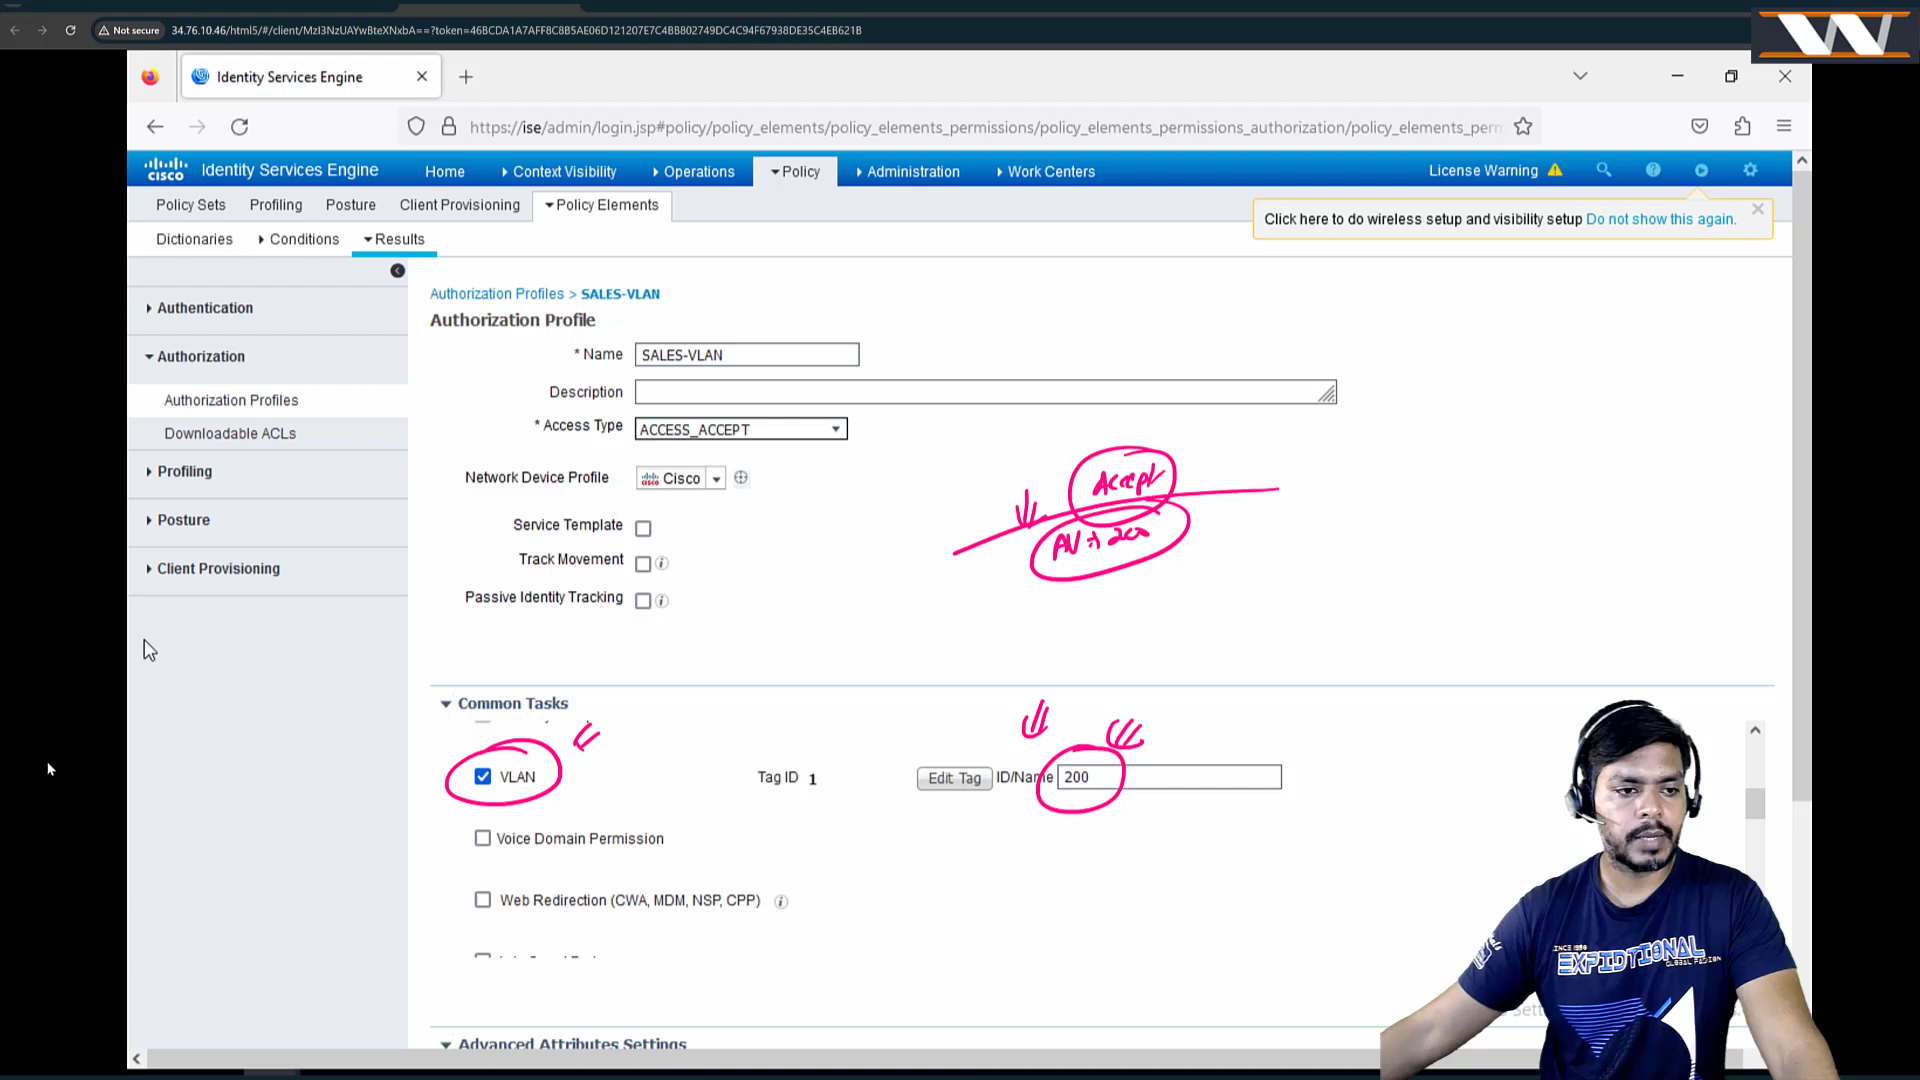 Not secure 34.76.10.46/html5/#/client/MzI3NzUAYwBteXNxbA==?token=46BCDA1A7AFF8C8B5AE06D121207E7C4BB802749DC4C94F67938DE35C4EB621B
Identity Services Engine
https://ise/admin/login.jsp#policy/policy_elements/policy_elements_permissions/policy_elements_permissions_authorization/policy_elements_perm
cisco Identity Services Engine Home Context Visibility Operations Policy Administration Work Centers License Warning
Policy Sets Profiling Posture Client Provisioning Policy Elements
Click here to do wireless setup and visibility setup Do not show this again.
Dictionaries Conditions Results
Authentication
Authorization
Authorization Profiles
Downloadable ACLs
Profiling
Posture
Client Provisioning
Authorization Profiles > SALES-VLAN
Authorization Profile
* Name SALES-VLAN
Description
* Access Type ACCESS_ACCEPT
Network Device Profile Cisco
Accept
Service Template
AV :- 200
Track Movement
Passive Identity Tracking
Common Tasks
VLAN Tag ID 1 Edit Tag ID/Name 200
Voice Domain Permission
Web Redirection (CWA, MDM, NSP, CPP)
Advanced Attributes Settings
SINCE 1998
EXPIDTIONAL